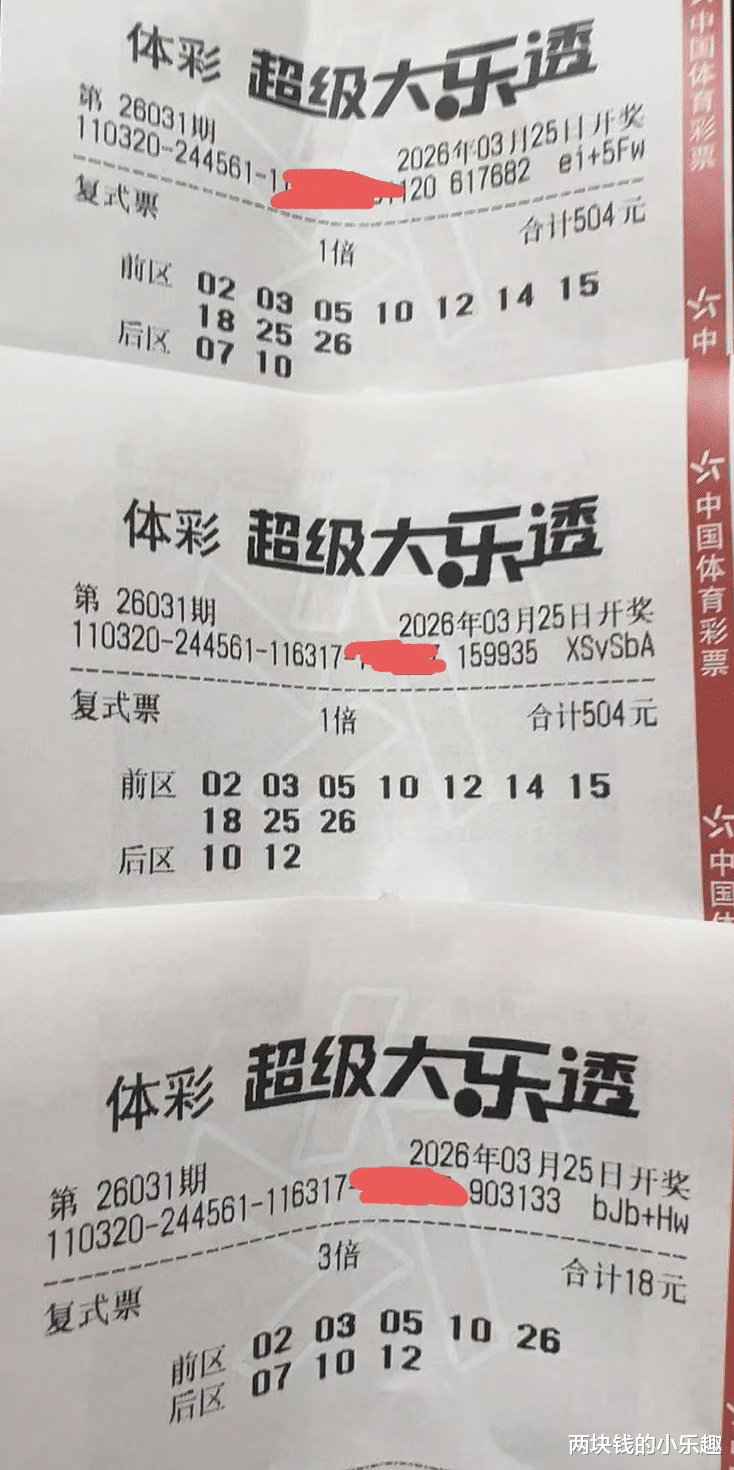 体彩 超级大乐透
第 26031期 2026年03月25日开奖
110320-244561-11 1120 617682 ei+5Fw
复式票 1倍 合计504元
前区 02 03 05 10 12 14 15
18 25 26
后区 07 10
体彩 超级大乐透
第 26031期 2026年03月25日开奖
110320-244561-116317- 159935 XSvSbA
复式票 1倍 合计504元
前区 02 03 05 10 12 14 15
18 25 26
后区 10 12
体彩 超级大乐透
第 26031期 2026年03月25日开奖
110320-244561-116317- 903133 bJb+Hw
复式票 3倍 合计18元
前区 02 03 05 10 26
后区 07 10 12
中国体育彩票
中
中国体育彩票
中国
两块钱的小乐趣